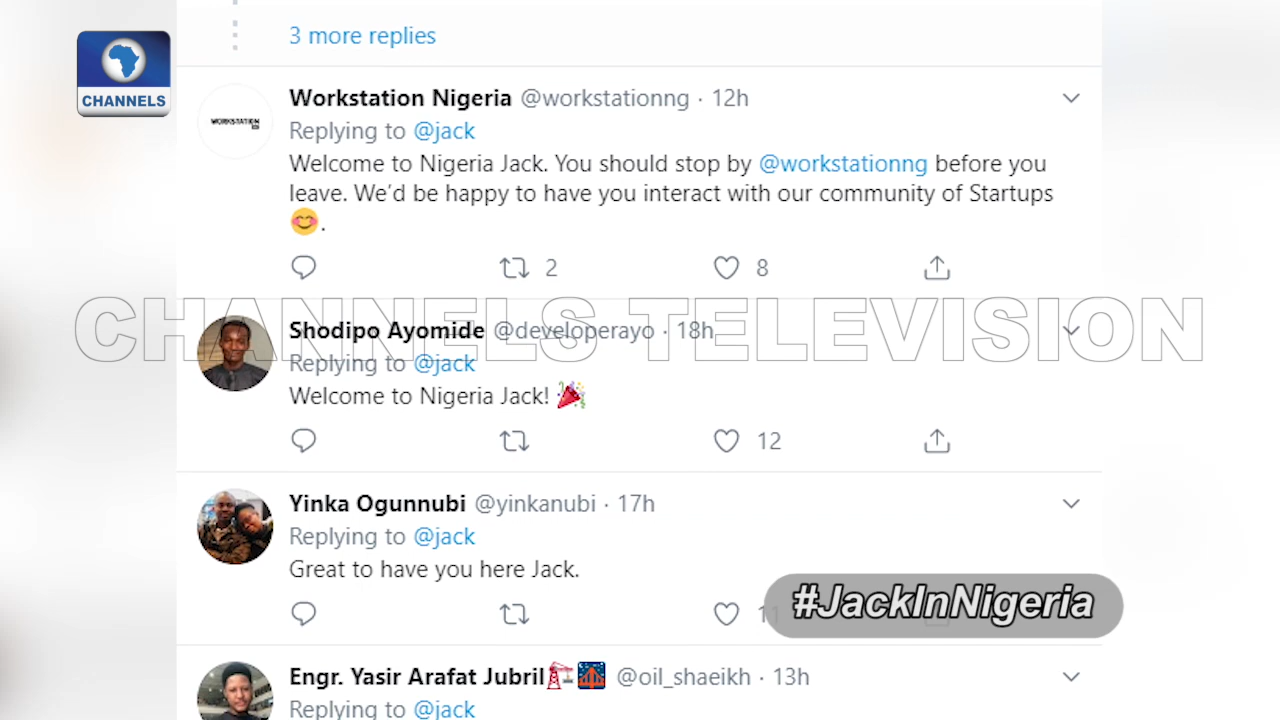 3 more replies
CHANNELS
Workstation Nigeria @workstationng · 12h
WORKSTATION
Replying to @jack
Welcome to Nigeria Jack. You should stop by @workstationng before you
leave. We'd be happy to have you interact with our community of Startups
😊.
2 8
CHANNELS TELEVISION
Shodipo Ayomide @developerayo · 18h
Replying to @jack
Welcome to Nigeria Jack! 🎉
12
Yinka Ogunnubi @yinkanubi · 17h
Replying to @jack
Great to have you here Jack.
#JackInNigeria
Engr. Yasir Arafat Jubril🏗️🌉 @oil_shaeikh · 13h
Replying to @jack